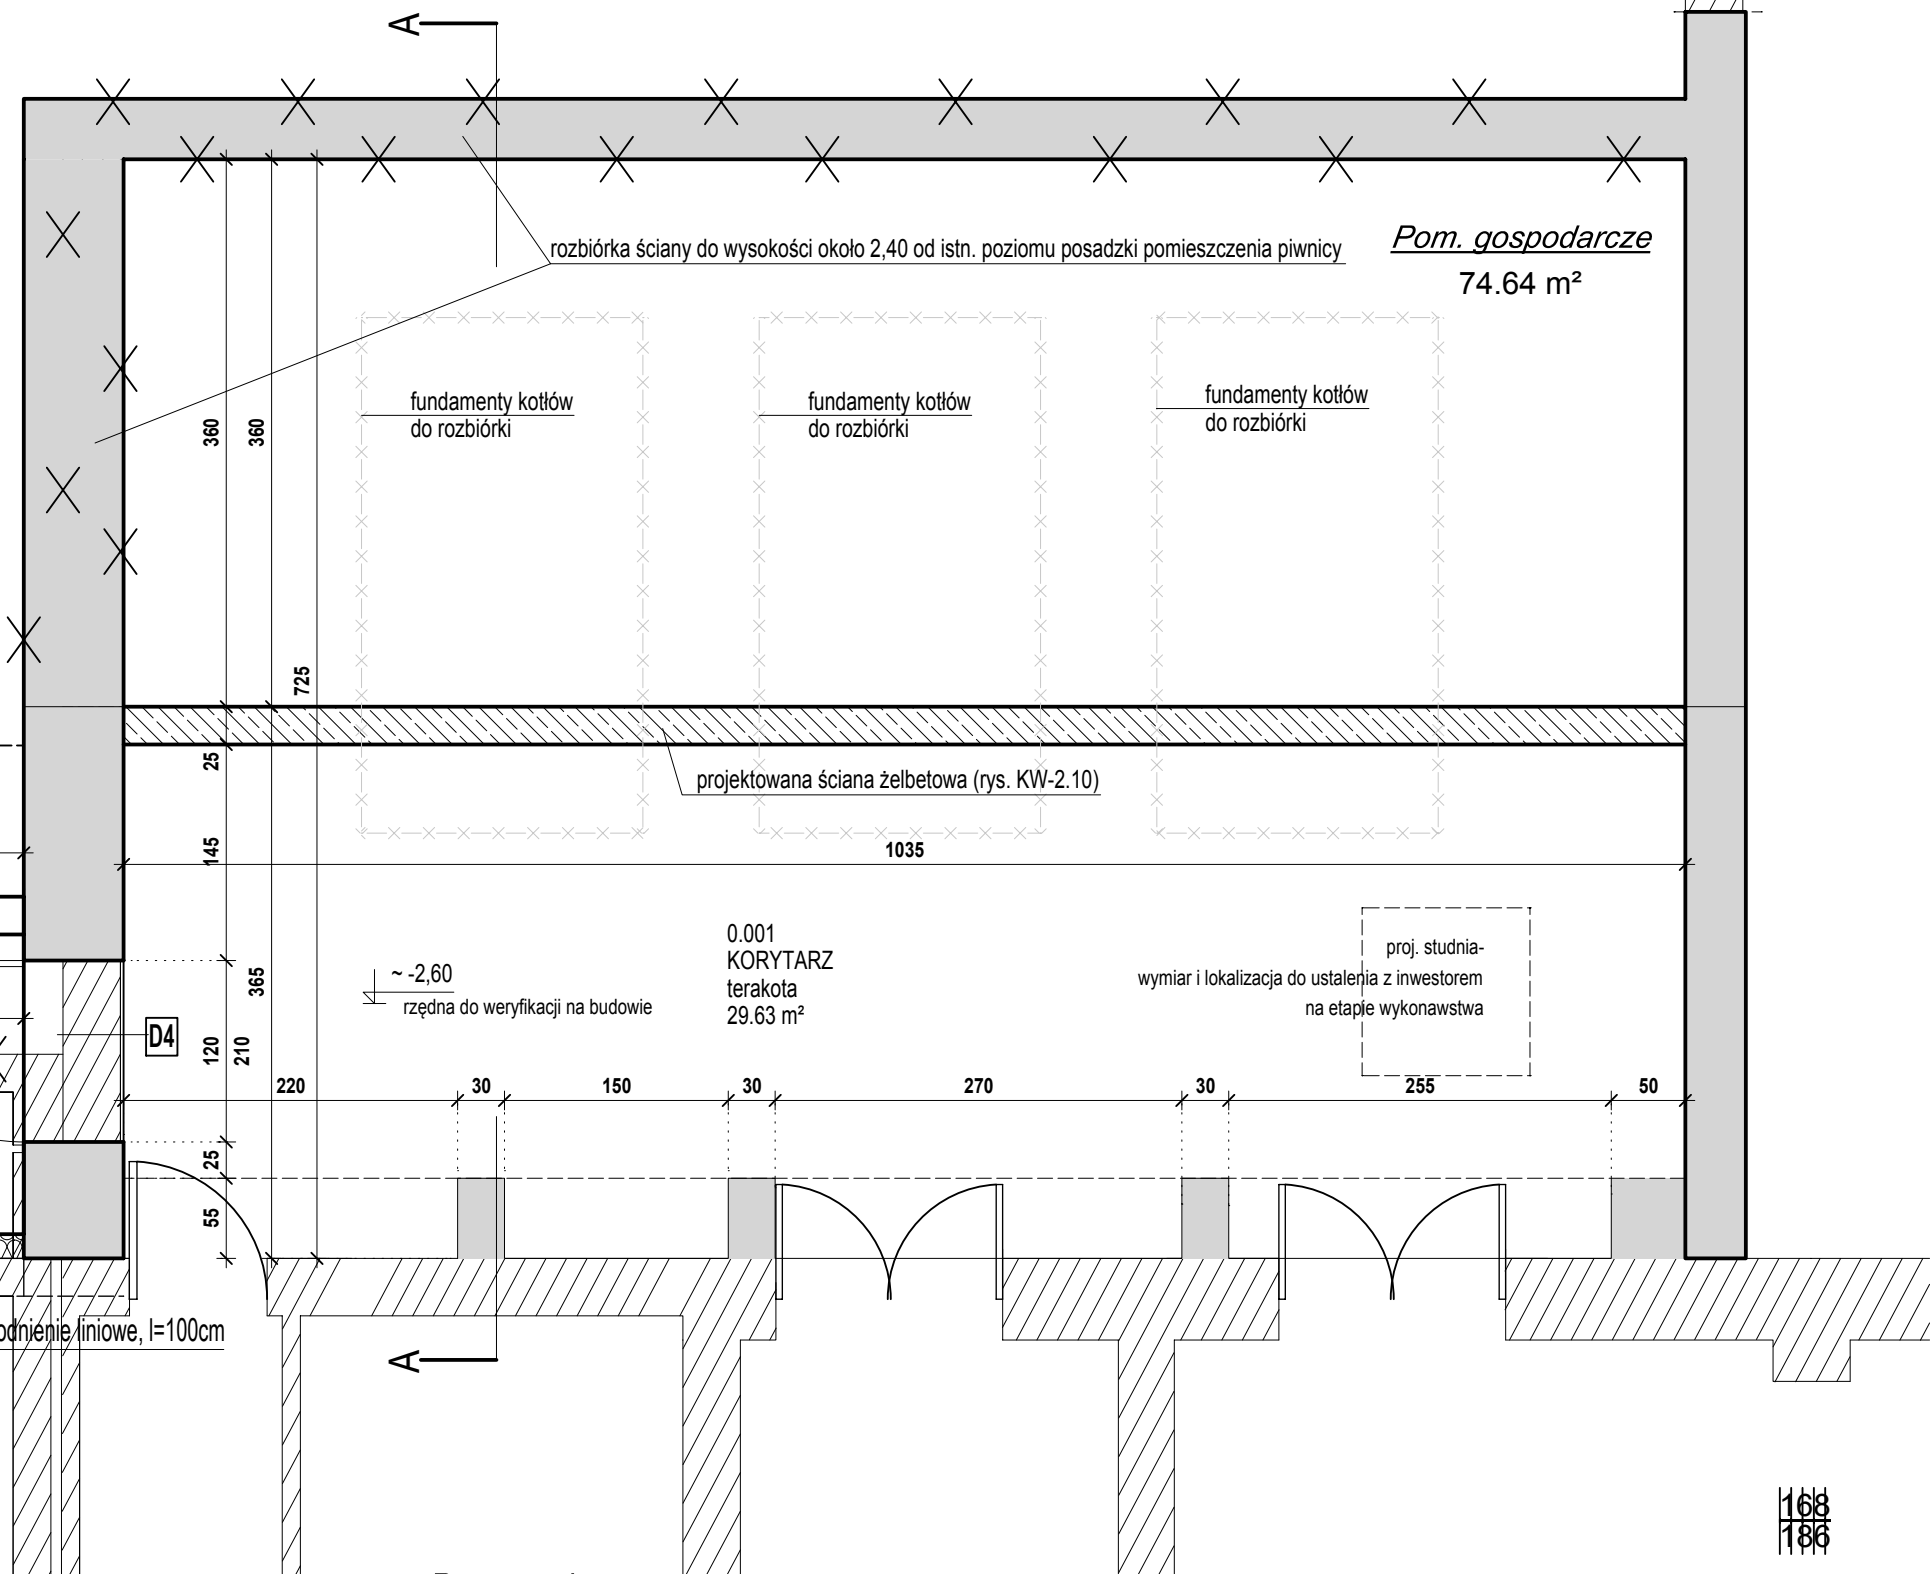 A
rozbiórka ściany do wysokości około 2,40 od istn. poziomu posadzki pomieszczenia piwnicy
Pom. gospodarcze
74.64 m²
fundamenty kotłów
do rozbiórki
fundamenty kotłów
do rozbiórki
fundamenty kotłów
do rozbiórki
360
360
725
25
projektowana ściana żelbetowa (rys. KW-2.10)
145
1035
0.001
KORYTARZ
terakota
29.63 m²
~ -2,60
rzędna do weryfikacji na budowie
proj. studnia-
wymiar i lokalizacja do ustalenia z inwestorem
na etapie wykonawstwa
365
D4
120
210
220
30
150
30
270
30
255
50
25
55
odnienie liniowe, l=100cm
A
168
186